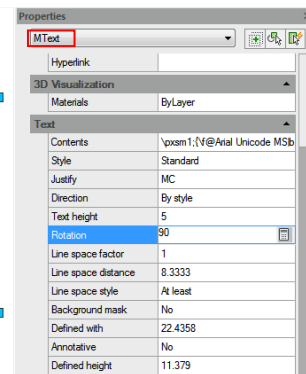 Properties
MText
Hyperlink
3D Visualization
Materials ByLayer
Text
Contents \pxsm1;{\f@Arial Unicode MS|b
Style Standard
Justify MC
Direction By style
Text height 5
Rotation 90
Line space factor 1
Line space distance 8.3333
Line space style At least
Background mask No
Defined with 22.4358
Annotative No
Defined height 11.379